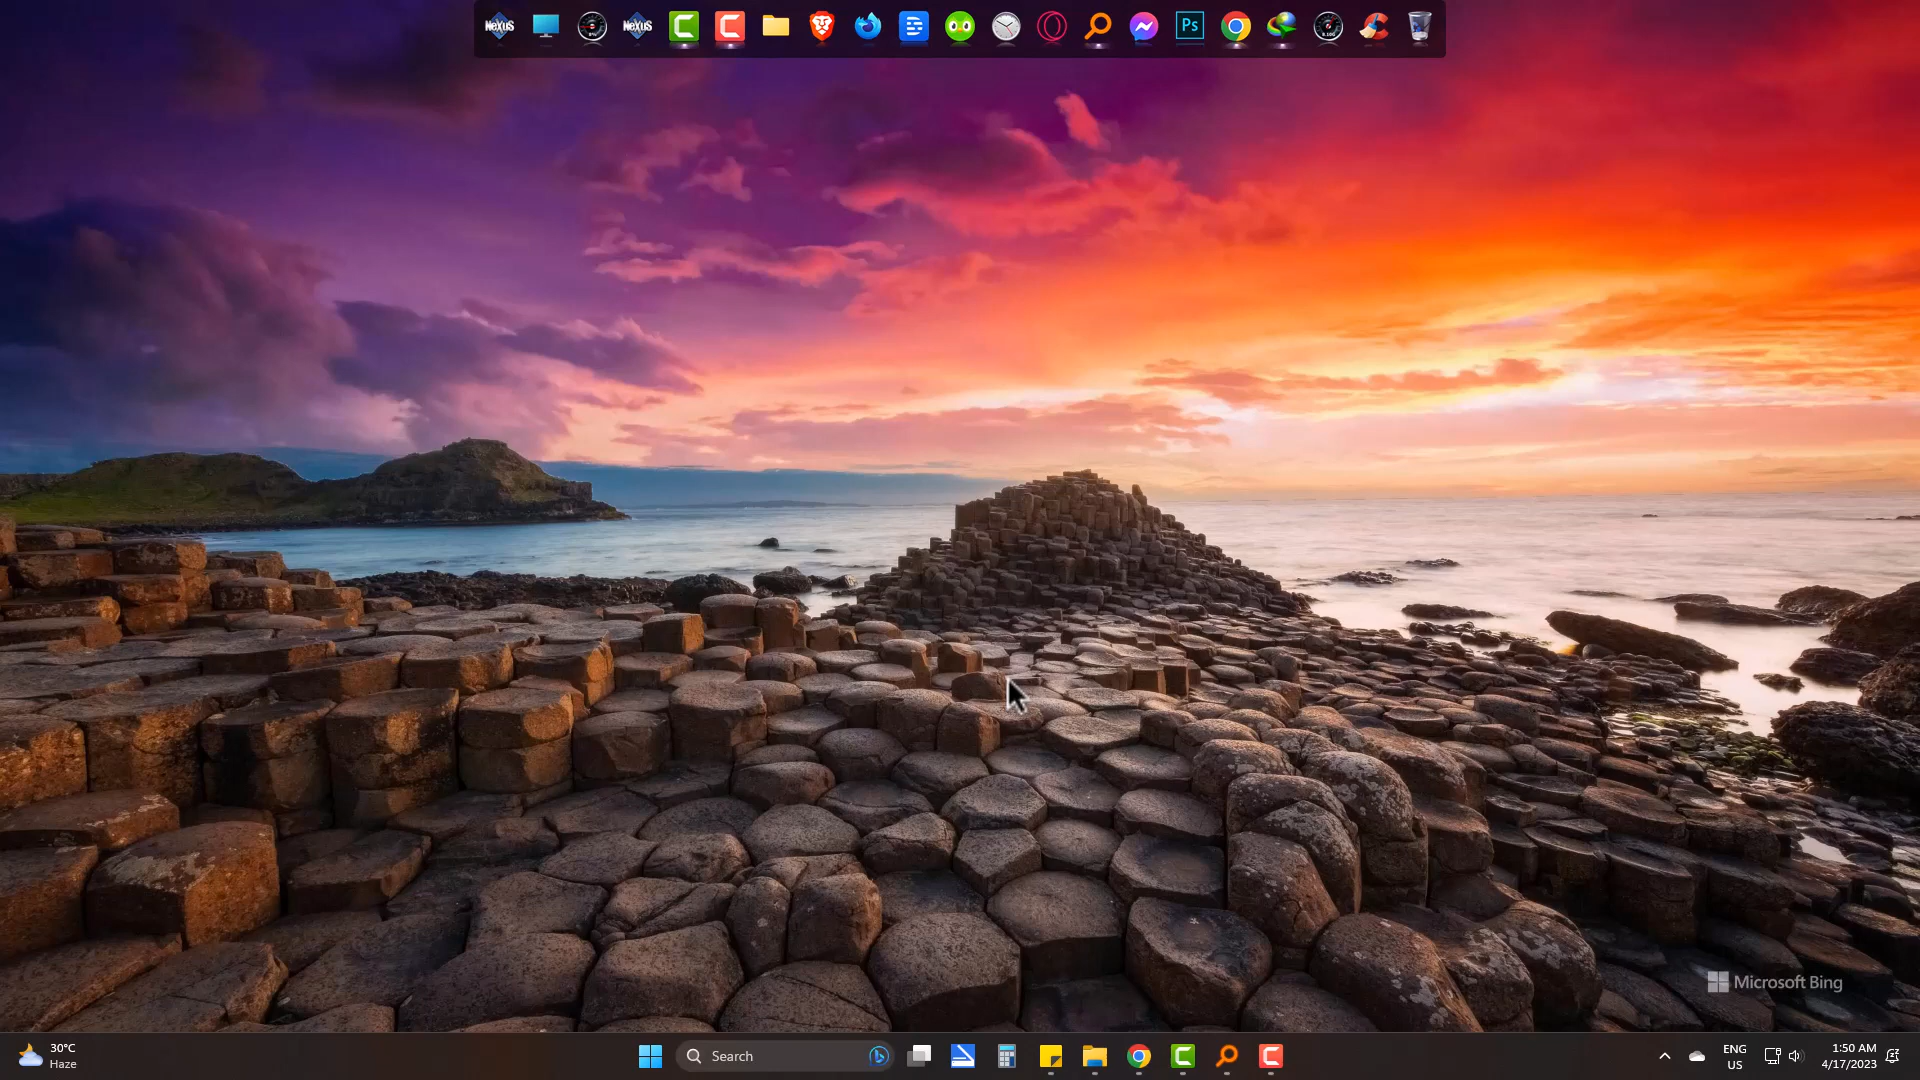 NeXuS
NeXuS
Ps
Microsoft Bing
30°C
Haze
Search
ENG
US
1:50 AM
4/17/2023